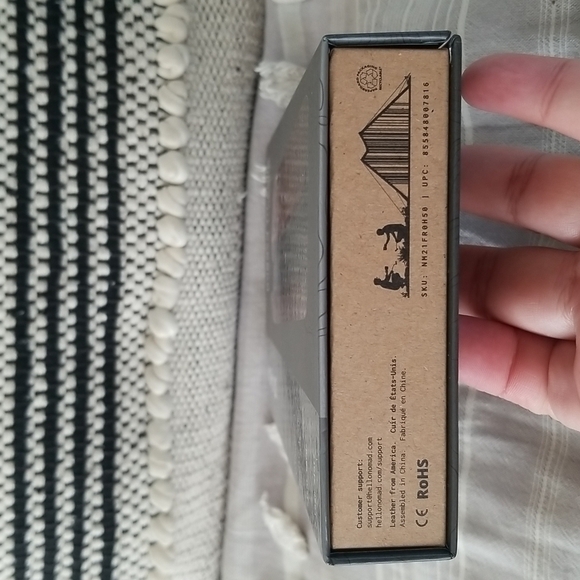 Customer support:
support@hellonomad.com
hellonomad.com/support
Leather from America. Cuir de États-Unis.
Assembled in China. Fabriqué en Chine.
CE RoHS
SKU: NM21FR0H50 | UPC: 855848007816